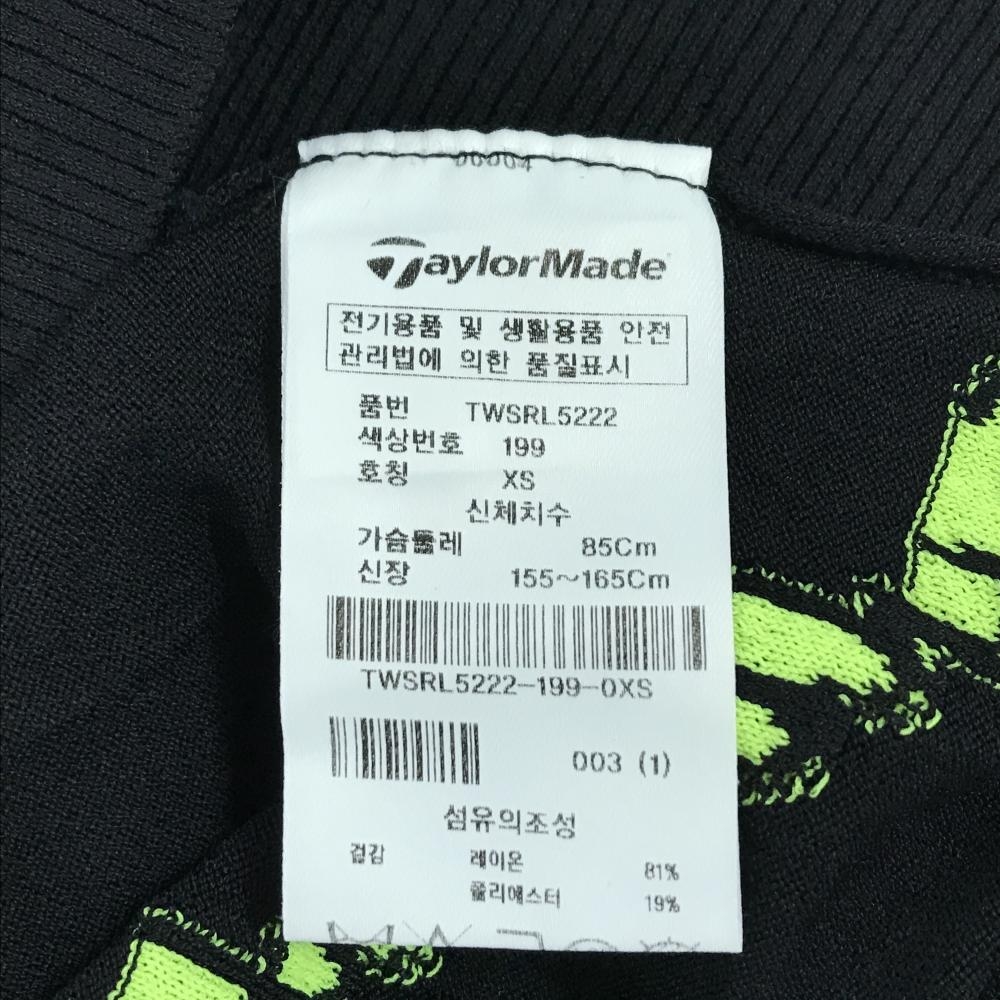 00004
TaylorMade
전기용품 및 생활용품 안전
관리법에 의한 품질표시
품번 TWSRL5222
색상번호 199
호칭 XS
신체치수
가슴둘레 85Cm
신장 155~165Cm
TWSRL5222-199-0XS
003 (1)
섬유의조성
겉감 레이온 81%
폴리에스터 19%